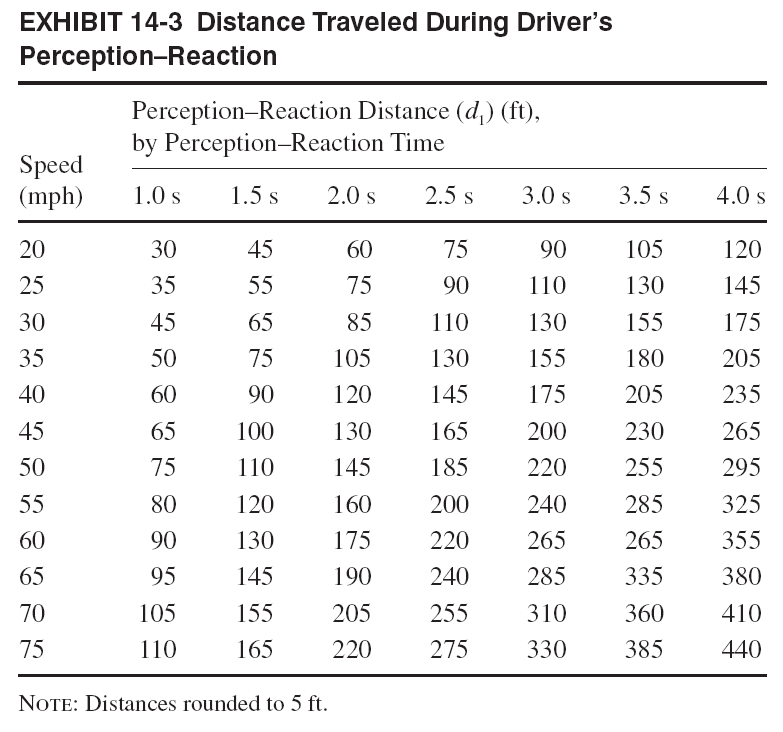 EXHIBIT 14-3 Distance Traveled During Driver's
Perception–Reaction
Perception–Reaction Distance (d₁) (ft),
by Perception–Reaction Time
Speed
(mph) 1.0 s 1.5 s 2.0 s 2.5 s 3.0 s 3.5 s 4.0 s
20 30 45 60 75 90 105 120
25 35 55 75 90 110 130 145
30 45 65 85 110 130 155 175
35 50 75 105 130 155 180 205
40 60 90 120 145 175 205 235
45 65 100 130 165 200 230 265
50 75 110 145 185 220 255 295
55 80 120 160 200 240 285 325
60 90 130 175 220 265 265 355
65 95 145 190 240 285 335 380
70 105 155 205 255 310 360 410
75 110 165 220 275 330 385 440
NOTE: Distances rounded to 5 ft.